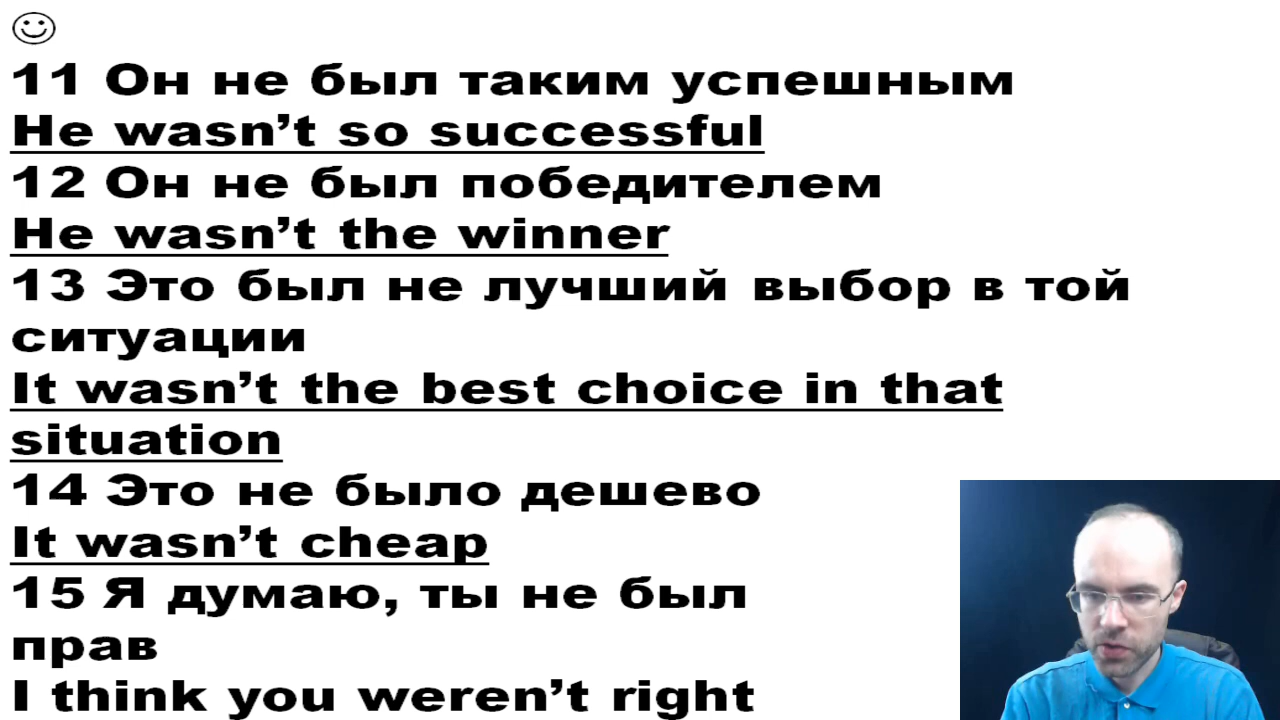 11 Он не был таким успешным
He wasn’t so successful
12 Он не был победителем
He wasn’t the winner
13 Это был не лучший выбор в той
ситуации
It wasn’t the best choice in that
situation
14 Это не было дешево
It wasn’t cheap
15 Я думаю, ты не был
прав
I think you weren’t right